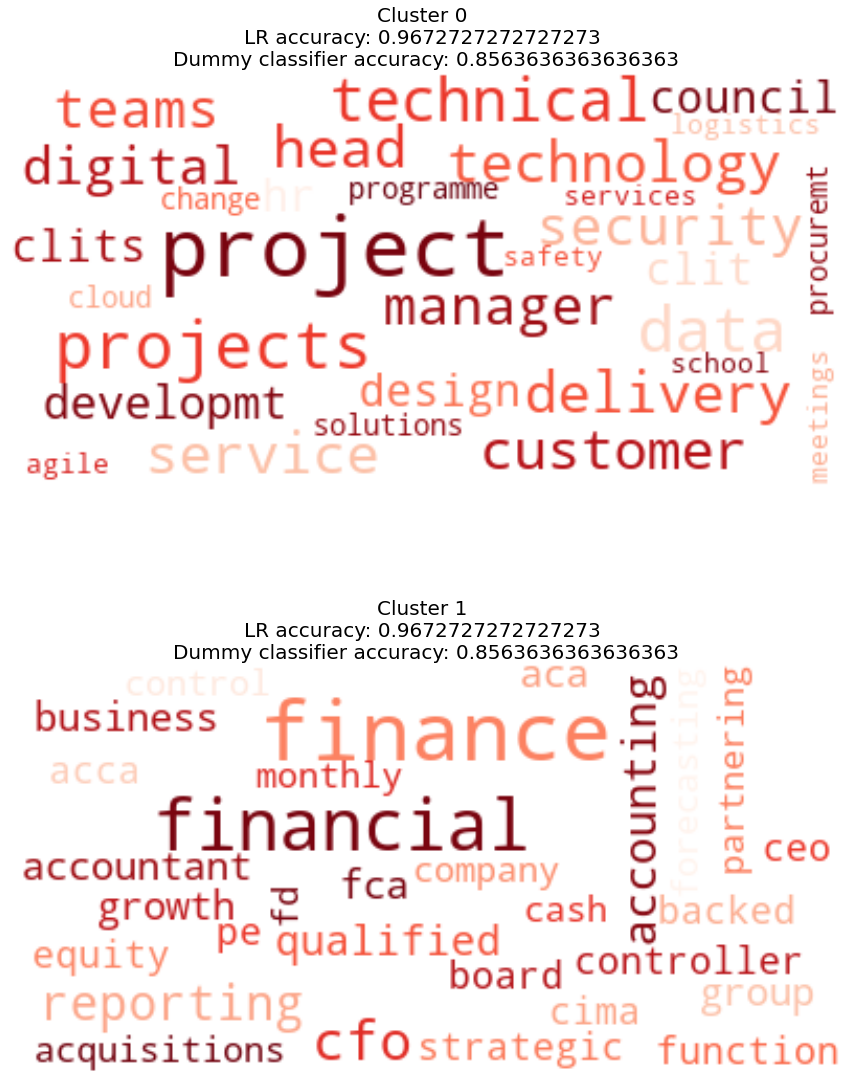 Cluster 0
LR accuracy: 0.9672727272727273
Dummy classifier accuracy: 0.8563636363636363
teams
technical
council
logistics
digital
head
technology
change
hr
programme
services
procuremt
clits
project
security
safety
clit
cloud
manager
data
projects
school
developmt
design
delivery
meetings
solutions
agile
service
customer
Cluster 1
LR accuracy: 0.9672727272727273
Dummy classifier accuracy: 0.8563636363636363
control
aca
business
finance
accounting
forecasting
partnering
acca
monthly
financial
ceo
accountant
fca
company
growth
fd
cash
backed
pe
qualified
equity
board
controller
reporting
cima
group
acquisitions
cfo
strategic
function